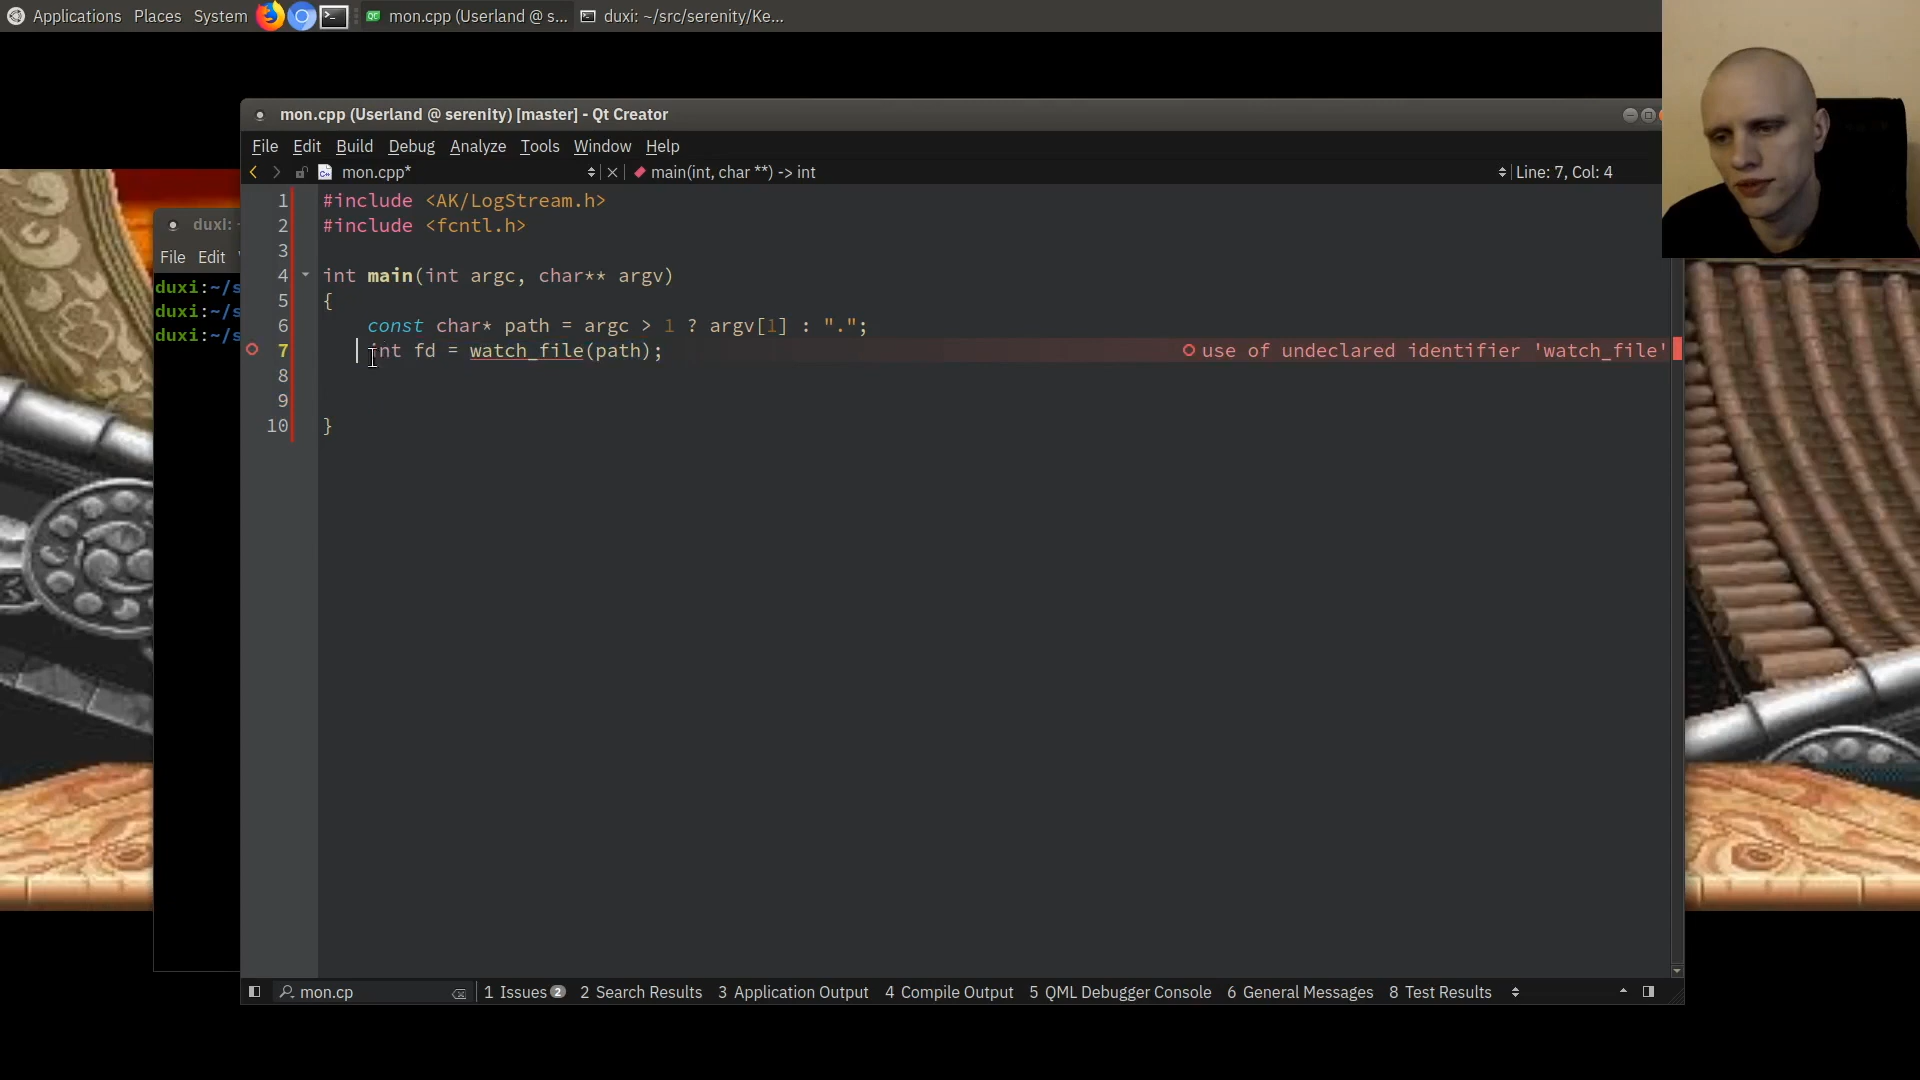 Applications Places System mon.cpp (Userland @ s... duxi: ~/src/serenity/Ke...
mon.cpp (Userland @ serenity) [master] - Qt Creator
File Edit Build Debug Analyze Tools Window Help
mon.cpp* main(int, char **) -> int Line: 7, Col: 4
1 #include <AK/LogStream.h>
2 #include <fcntl.h>
3
4 int main(int argc, char** argv)
5 {
6 const char* path = argc > 1 ? argv[1] : ".";
7 int fd = watch_file(path); use of undeclared identifier 'watch_file'
8
9
10 }
duxi:
File Edit
duxi:~/s
duxi:~/s
duxi:~/s
mon.cp 1 Issues 2 2 Search Results 3 Application Output 4 Compile Output 5 QML Debugger Console 6 General Messages 8 Test Results